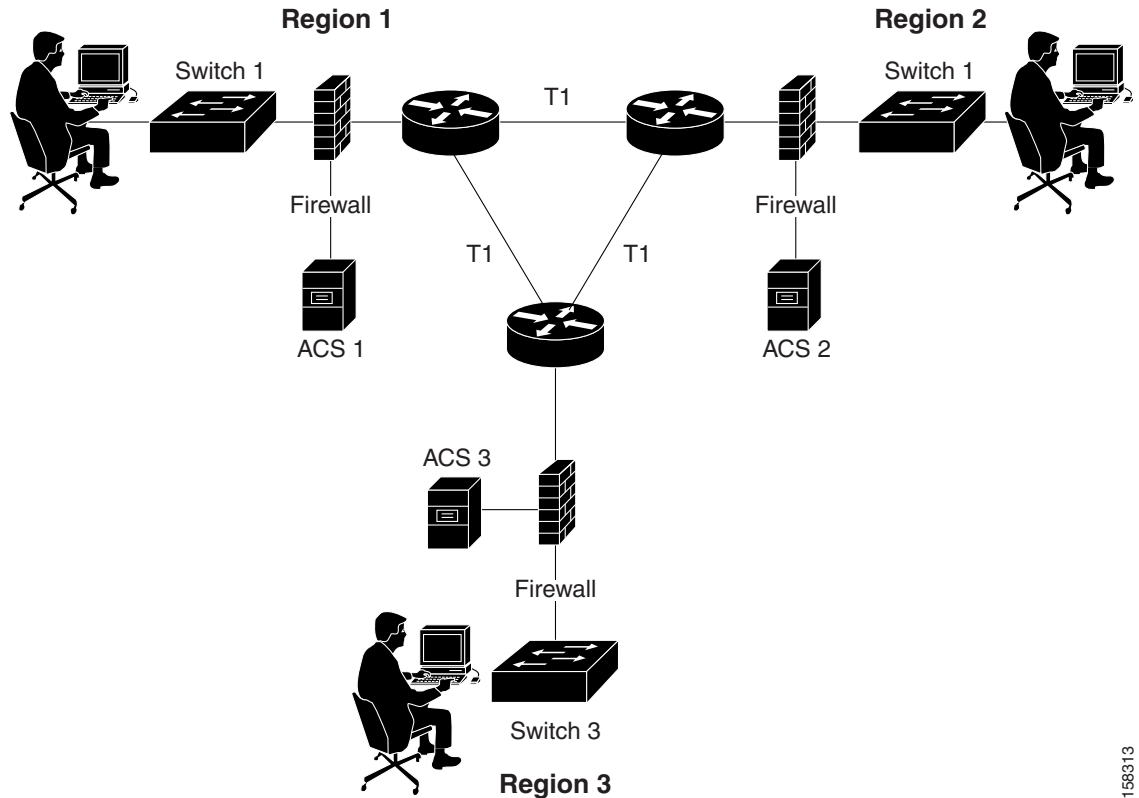 Region 1
Region 2
Switch 1
T1
Switch 1
Firewall
Firewall
T1
T1
ACS 1
ACS 2
ACS 3
Firewall
Switch 3
Region 3
158313